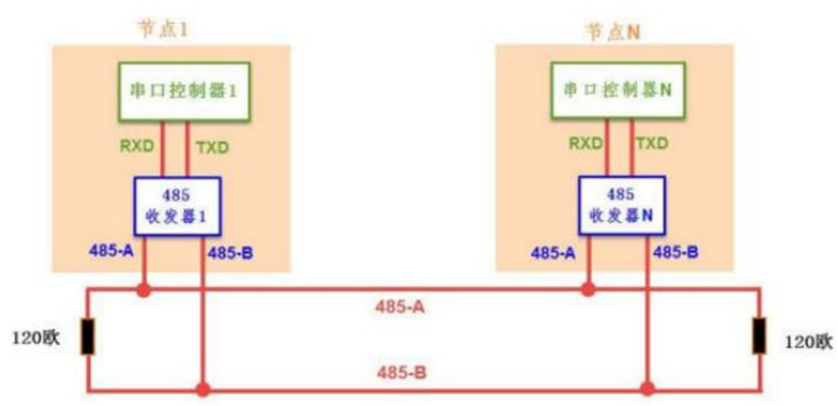 节点1
节点N
串口控制器1
串口控制器N
RXD
TXD
RXD
TXD
485
收发器1
485
收发器N
485-A
485-B
485-A
485-B
485-A
120欧
120欧
485-B